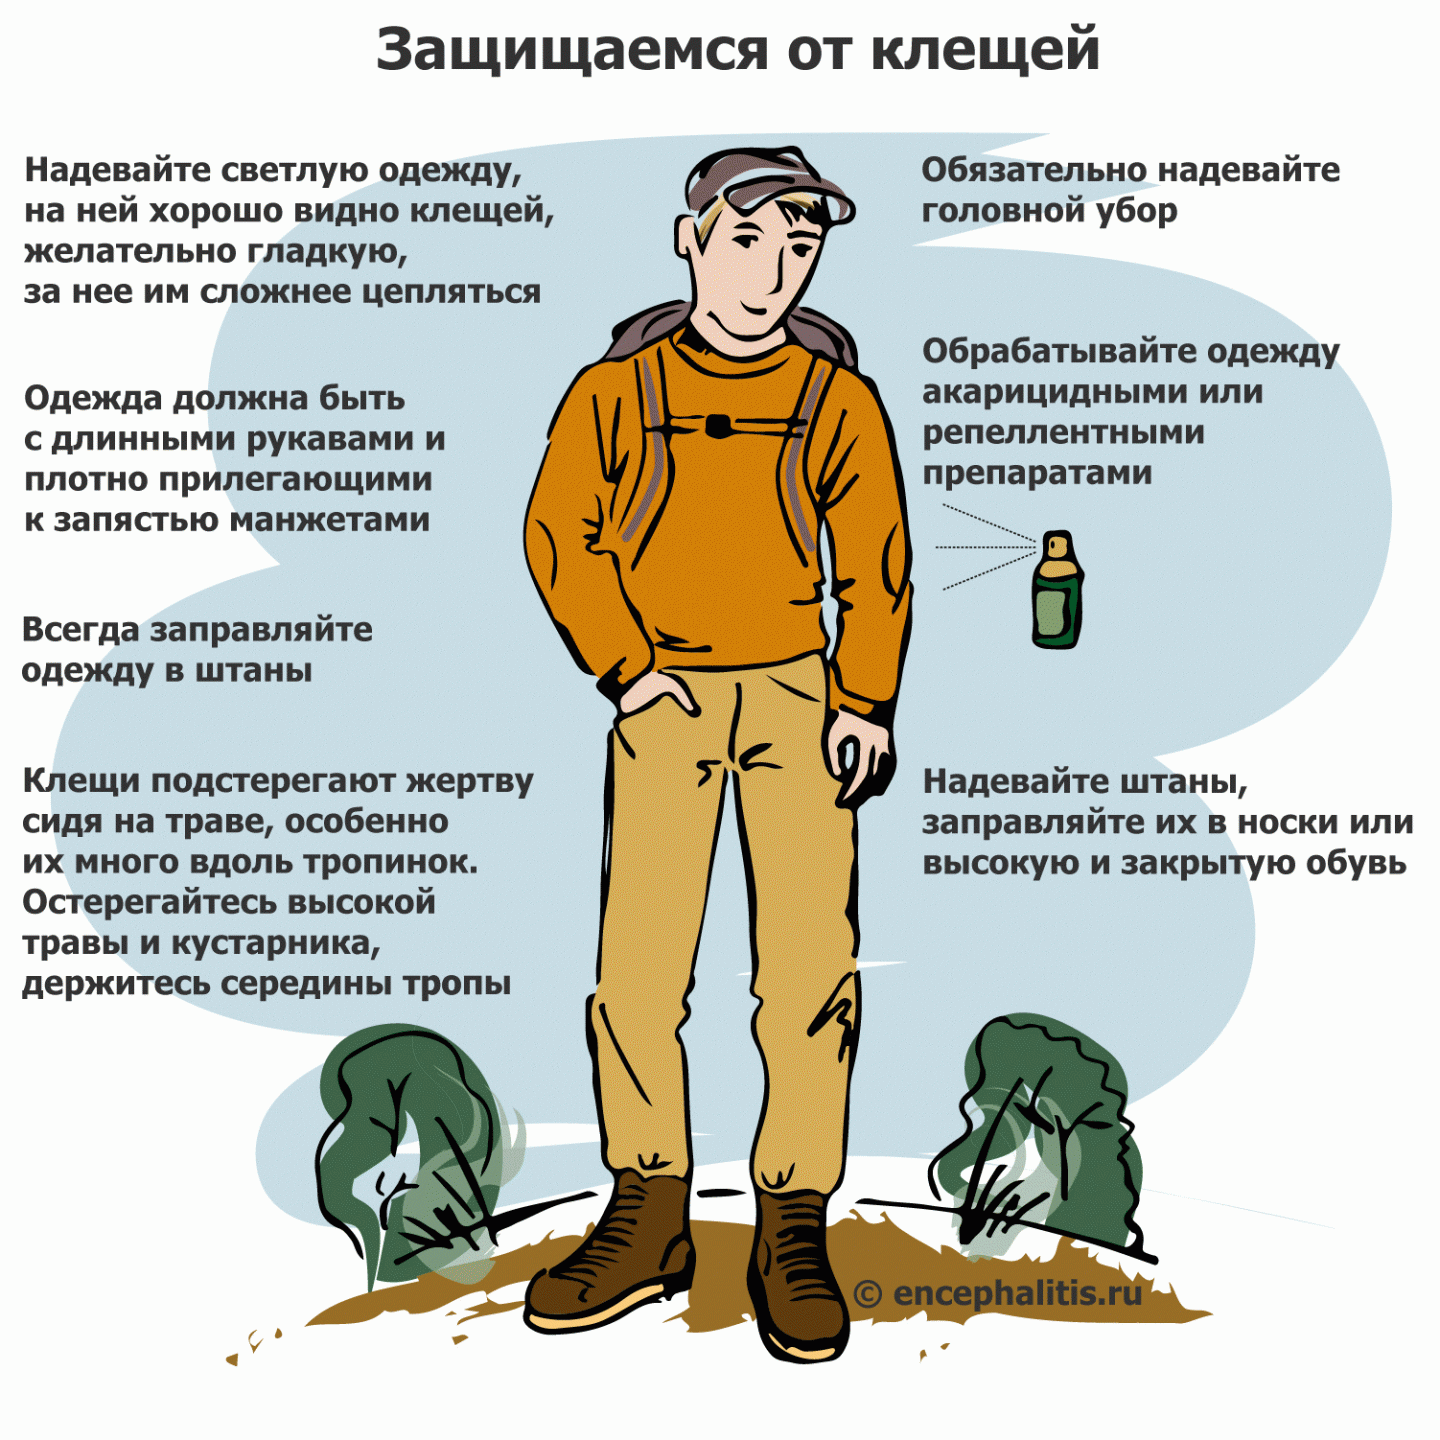 Защищаемся от клещей
Надевайте светлую одежду,
на ней хорошо видно клещей,
желательно гладкую,
за нее им сложнее цепляться
Одежда должна быть
с длинными рукавами и
плотно прилегающими
к запястью манжетами
Всегда заправляйте
одежду в штаны
Клещи подстерегают жертву
сидя на траве, особенно
их много вдоль тропинок.
Остерегайтесь высокой
травы и кустарника,
держитесь середины тропы
Обязательно надевайте
головной убор
Обрабатывайте одежду
акарицидными или
репеллентными
препаратами
Надевайте штаны,
заправляйте их в носки или
высокую и закрытую обувь
© encephalitis.ru